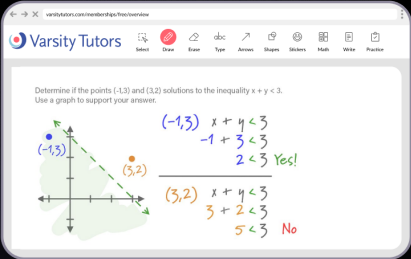 varsitytutors.com/memberships/free/overview
Varsity Tutors
Select Draw Erase Type Arrows Shapes Stickers Math Write Practice
abc
Determine if the points (-1,3) and (3,2) solutions to the inequality x + y < 3.
Use a graph to support your answer.
(-1,3) x + y < 3
-1 + 3 < 3
2 < 3 Yes!
(-1,3)
(3,2)
(3,2) x + y < 3
3 + 2 < 3
5 < 3 No